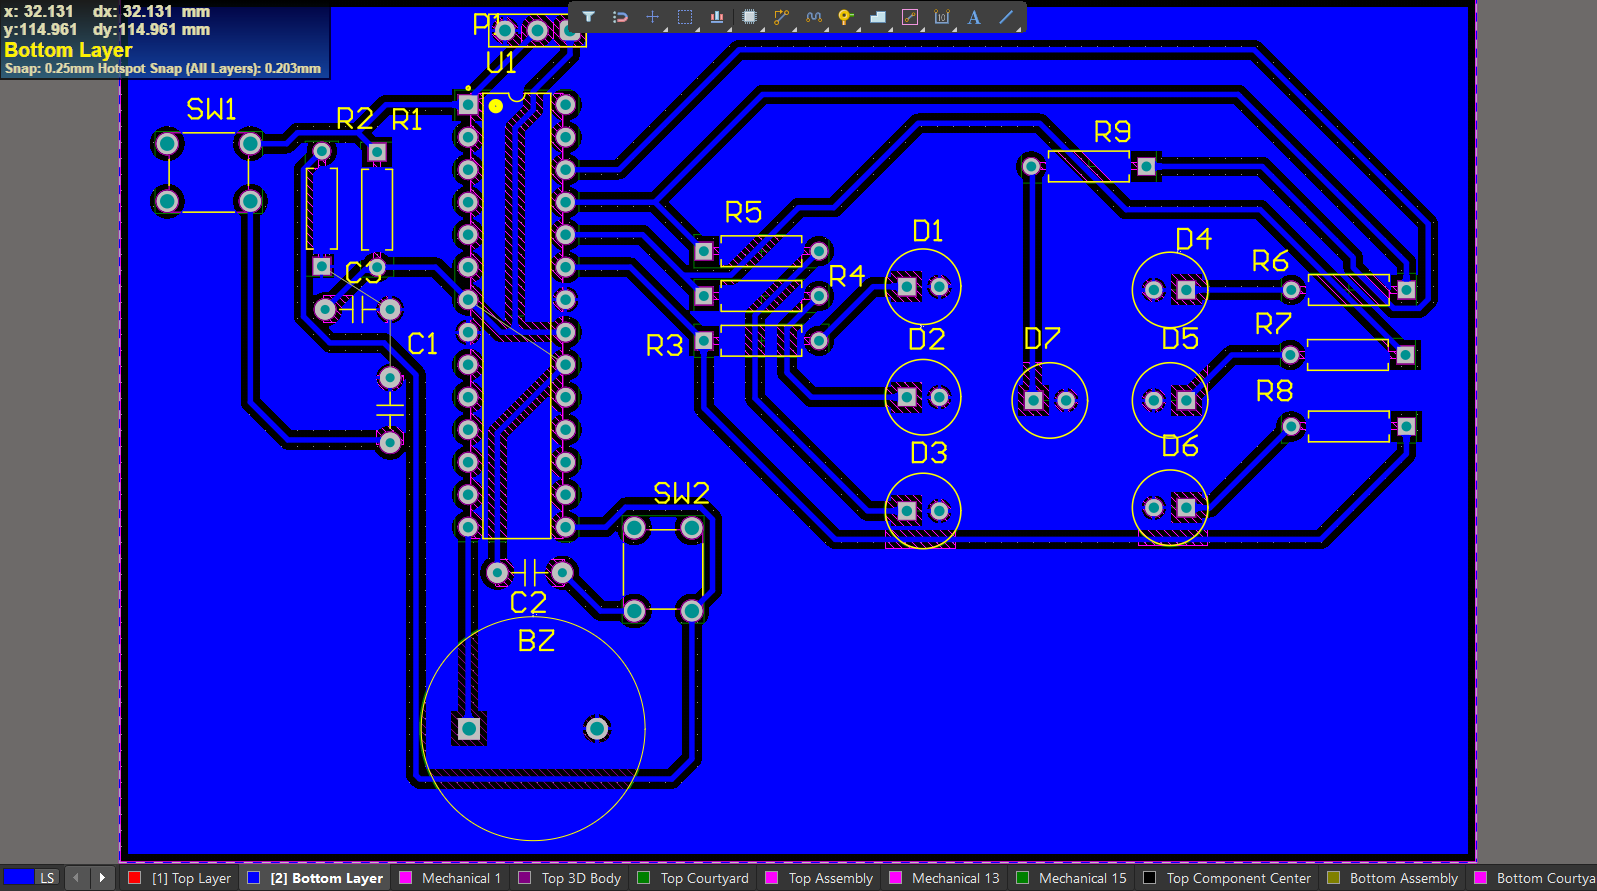 x: 32.131 dx: 32.131 mm
y:114.961 dy:114.961 mm
Bottom Layer
Snap: 0.25mm Hotspot Snap (All Layers): 0.203mm
P1
U1
SW1
R2
R1
R9
R5
D1
D4
R6
C3
R4
R7
C1
R3
D2
D7
D5
R8
D3
D6
SW2
C2
BZ
LS
[1] Top Layer
[2] Bottom Layer
Mechanical 1
Top 3D Body
Top Courtyard
Top Assembly
Mechanical 13
Mechanical 15
Top Component Center
Bottom Assembly
Bottom Courtya